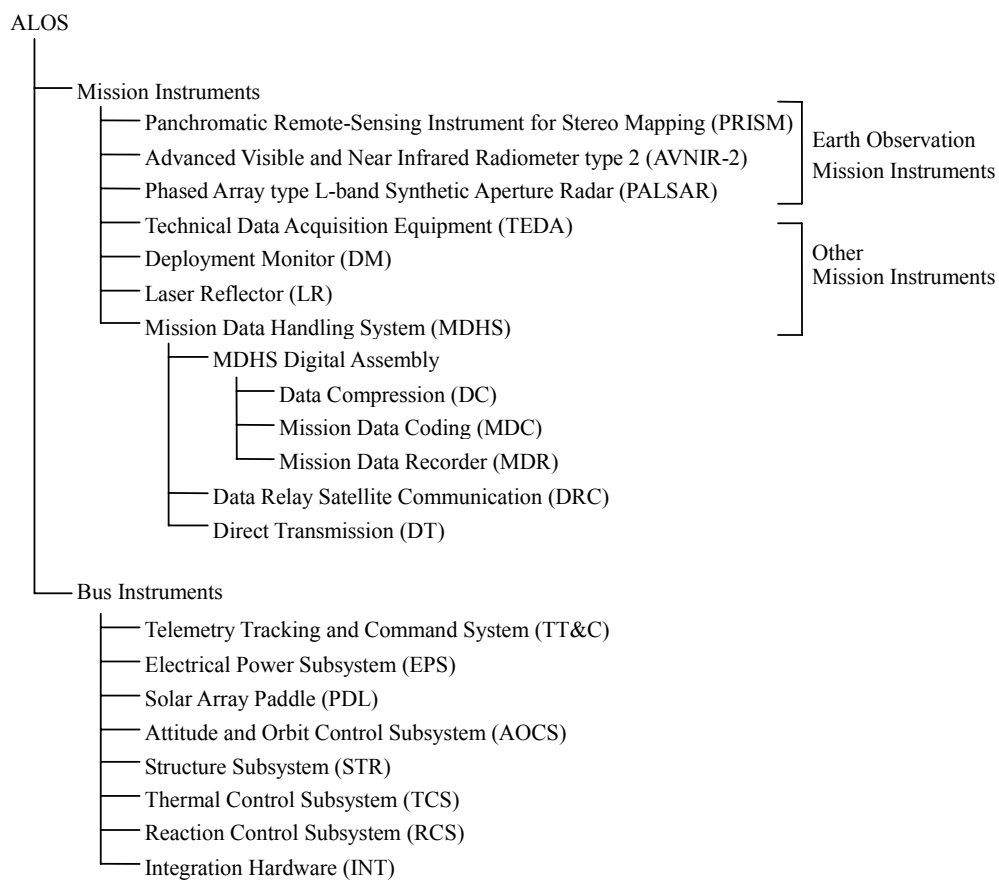 ALOS
Mission Instruments
Panchromatic Remote-Sensing Instrument for Stereo Mapping (PRISM)
Advanced Visible and Near Infrared Radiometer type 2 (AVNIR-2)
Phased Array type L-band Synthetic Aperture Radar (PALSAR)
Earth Observation
Mission Instruments
Technical Data Acquisition Equipment (TEDA)
Deployment Monitor (DM)
Laser Reflector (LR)
Mission Data Handling System (MDHS)
Other
Mission Instruments
MDHS Digital Assembly
Data Compression (DC)
Mission Data Coding (MDC)
Mission Data Recorder (MDR)
Data Relay Satellite Communication (DRC)
Direct Transmission (DT)
Bus Instruments
Telemetry Tracking and Command System (TT&C)
Electrical Power Subsystem (EPS)
Solar Array Paddle (PDL)
Attitude and Orbit Control Subsystem (AOCS)
Structure Subsystem (STR)
Thermal Control Subsystem (TCS)
Reaction Control Subsystem (RCS)
Integration Hardware (INT)